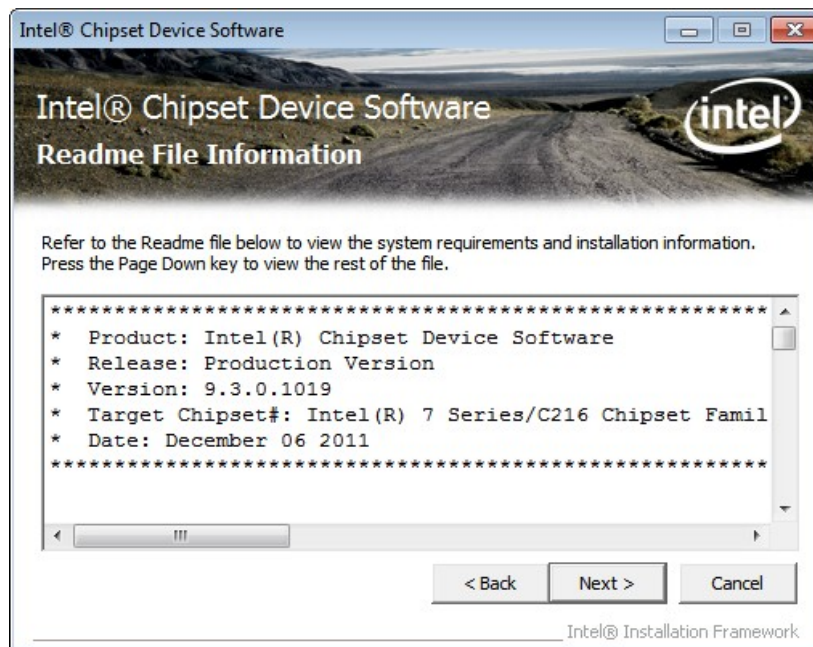 Intel® Chipset Device Software
Intel® Chipset Device Software
intel
Readme File Information
Refer to the Readme file below to view the system requirements and installation information.
Press the Page Down key to view the rest of the file.
********************************************************
*  Product: Intel(R) Chipset Device Software
*  Release: Production Version
*  Version: 9.3.0.1019
*  Target Chipset#: Intel(R) 7 Series/C216 Chipset Famil
*  Date: December 06 2011
********************************************************
< Back Next > Cancel
Intel® Installation Framework